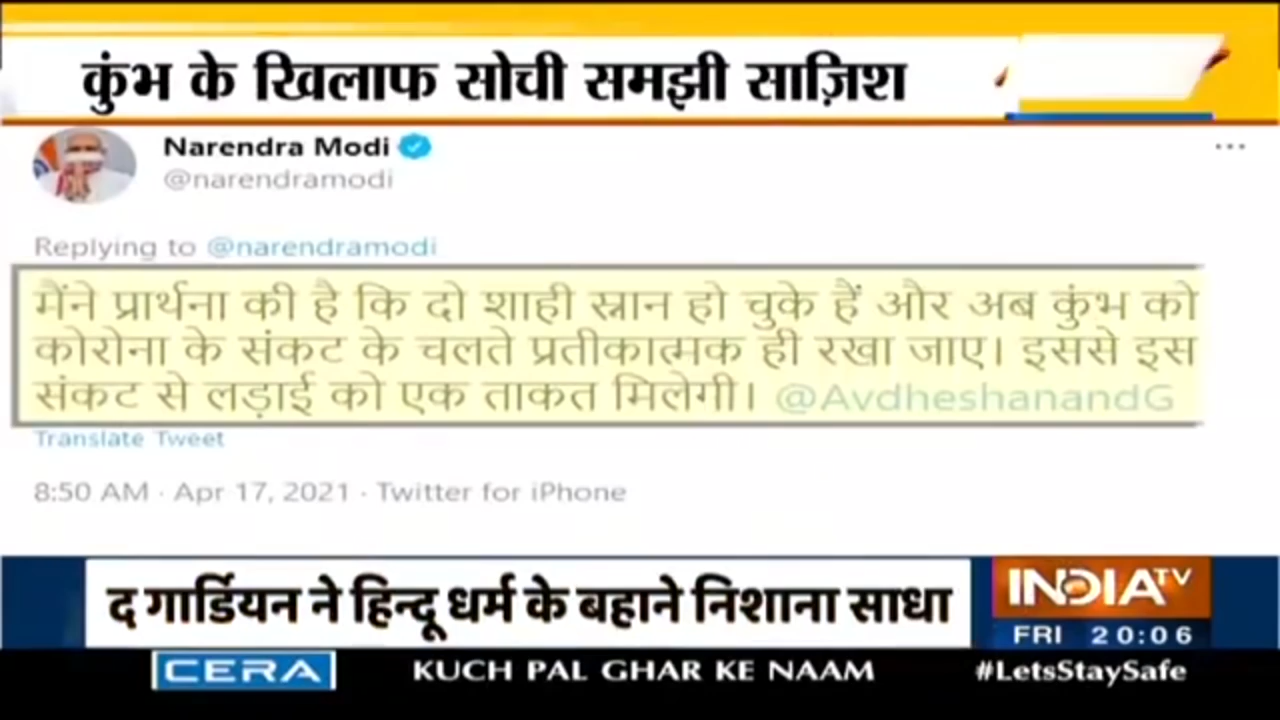 कुंभ के खिलाफ सोची समझी साज़िश
Narendra Modi
@narendramodi
Replying to @narendramodi
मैंने प्रार्थना की है कि दो शाही स्नान हो चुके हैं और अब कुंभ को
कोरोना के संकट के चलते प्रतीकात्मक ही रखा जाए। इससे इस
संकट से लड़ाई को एक ताकत मिलेगी। @AvdheshanandG
Translate Tweet
8:50 AM · Apr 17, 2021 · Twitter for iPhone
द गार्डियन ने हिन्दू धर्म के बहाने निशाना साधा
INDIA TV
FRI 20:06
CERA KUCH PAL GHAR KE NAAM #LetsStaySafe